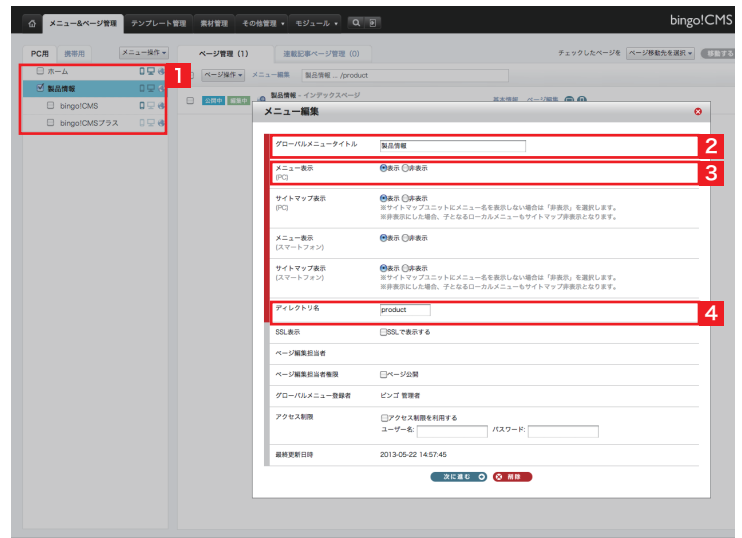 メニュー&ページ管理 テンプレート管理 素材管理 その他管理 モジュール bingo!CMS
PC用 携帯用 メニュー操作 ページ管理 (1) 連載記事ページ管理 (0) チェックしたページを ページ移動先を選択 移動する
ホーム
1
ページ操作 メニュー編集 製品情報 ... /product
製品情報
公開中 編集中 製品情報 - インデックスページ
基本情報 ページ編集
bingo!CMS
bingo!CMSプラス
メニュー編集
グローバルメニュータイトル 製品情報 2
メニュー表示 表示 非表示 3
(PC)
サイトマップ表示 表示 非表示
(PC) ※サイトマップユニットにメニュー名を表示しない場合は「非表示」を選択します。
※非表示にした場合、子となるローカルメニューもサイトマップ非表示となります。
メニュー表示 表示 非表示
(スマートフォン)
サイトマップ表示 表示 非表示
(スマートフォン) ※サイトマップユニットにメニュー名を表示しない場合は「非表示」を選択します。
※非表示にした場合、子となるローカルメニューもサイトマップ非表示となります。
ディレクトリ名 product 4
SSL表示 SSLで表示する
ページ編集担当者
ページ編集担当者権限 ページ公開
グローバルメニュー登録者 ビンゴ 管理者
アクセス制限 アクセス制限を利用する
ユーザー名: パスワード:
最終更新日時 2013-05-22 14:57:45
次に進む 削除